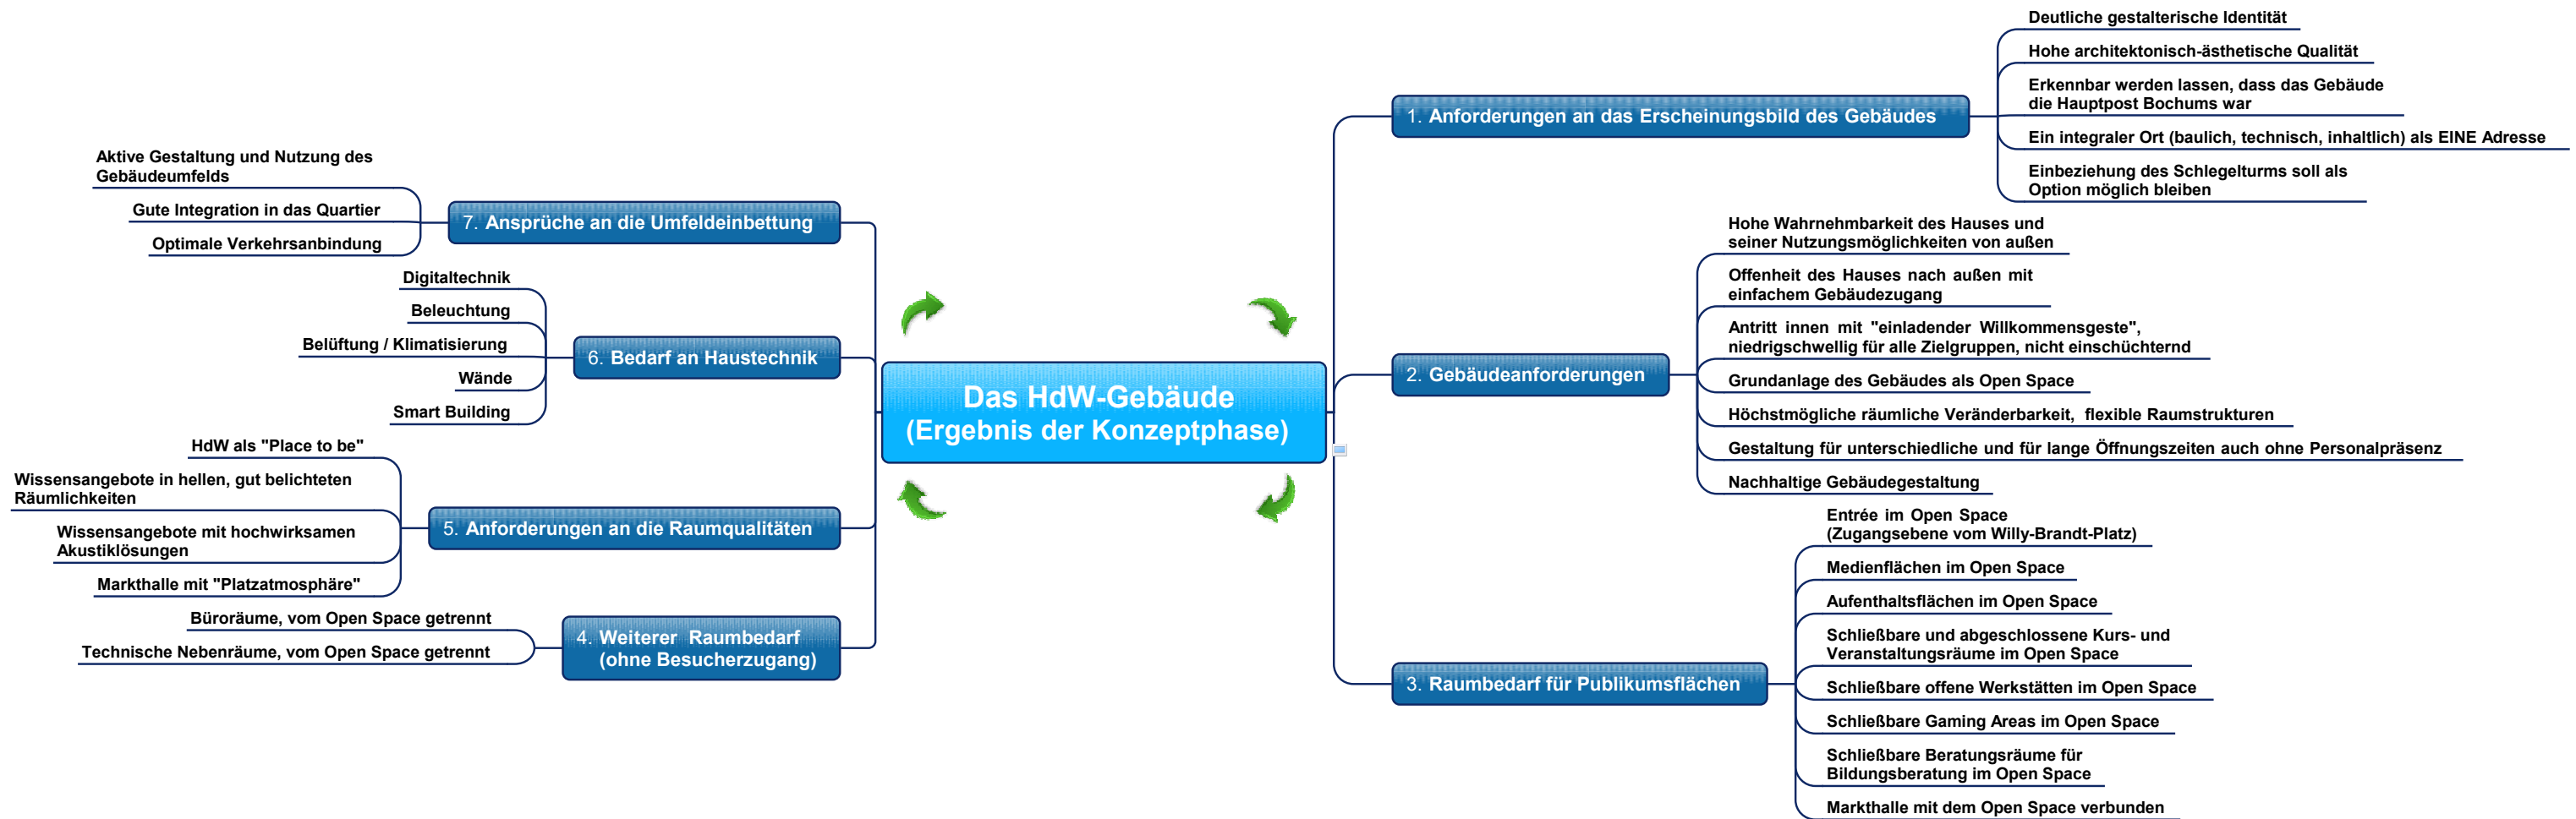 Das HdW-Gebäude
(Ergebnis der Konzeptphase)
1. Anforderungen an das Erscheinungsbild des Gebäudes
Deutliche gestalterische Identität
Hohe architektonisch-ästhetische Qualität
Erkennbar werden lassen, dass das Gebäude
die Hauptpost Bochums war
Ein integraler Ort (baulich, technisch, inhaltlich) als EINE Adresse
Einbeziehung des Schlegelturms soll als
Option möglich bleiben
2. Gebäudeanforderungen
Hohe Wahrnehmbarkeit des Hauses und
seiner Nutzungsmöglichkeiten von außen
Offenheit des Hauses nach außen mit
einfachem Gebäudezugang
Antritt innen mit "einladender Willkommensgeste",
niedrigschwellig für alle Zielgruppen, nicht einschüchternd
Grundanlage des Gebäudes als Open Space
Höchstmögliche räumliche Veränderbarkeit, flexible Raumstrukturen
Gestaltung für unterschiedliche und für lange Öffnungszeiten auch ohne Personalpräsenz
Nachhaltige Gebäudegestaltung
3. Raumbedarf für Publikumsflächen
Entrée im Open Space
(Zugangsebene vom Willy-Brandt-Platz)
Medienflächen im Open Space
Aufenthaltsflächen im Open Space
Schließbare und abgeschlossene Kurs- und
Veranstaltungsräume im Open Space
Schließbare offene Werkstätten im Open Space
Schließbare Gaming Areas im Open Space
Schließbare Beratungsräume für
Bildungsberatung im Open Space
Markthalle mit dem Open Space verbunden
4. Weiterer Raumbedarf
(ohne Besucherzugang)
Büroräume, vom Open Space getrennt
Technische Nebenräume, vom Open Space getrennt
5. Anforderungen an die Raumqualitäten
HdW als "Place to be"
Wissensangebote in hellen, gut belichteten
Räumlichkeiten
Wissensangebote mit hochwirksamen
Akustiklösungen
Markthalle mit "Platzatmosphäre"
6. Bedarf an Haustechnik
Digitaltechnik
Beleuchtung
Belüftung / Klimatisierung
Wände
Smart Building
7. Ansprüche an die Umfeldeinbettung
Aktive Gestaltung und Nutzung des
Gebäudeumfelds
Gute Integration in das Quartier
Optimale Verkehrsanbindung